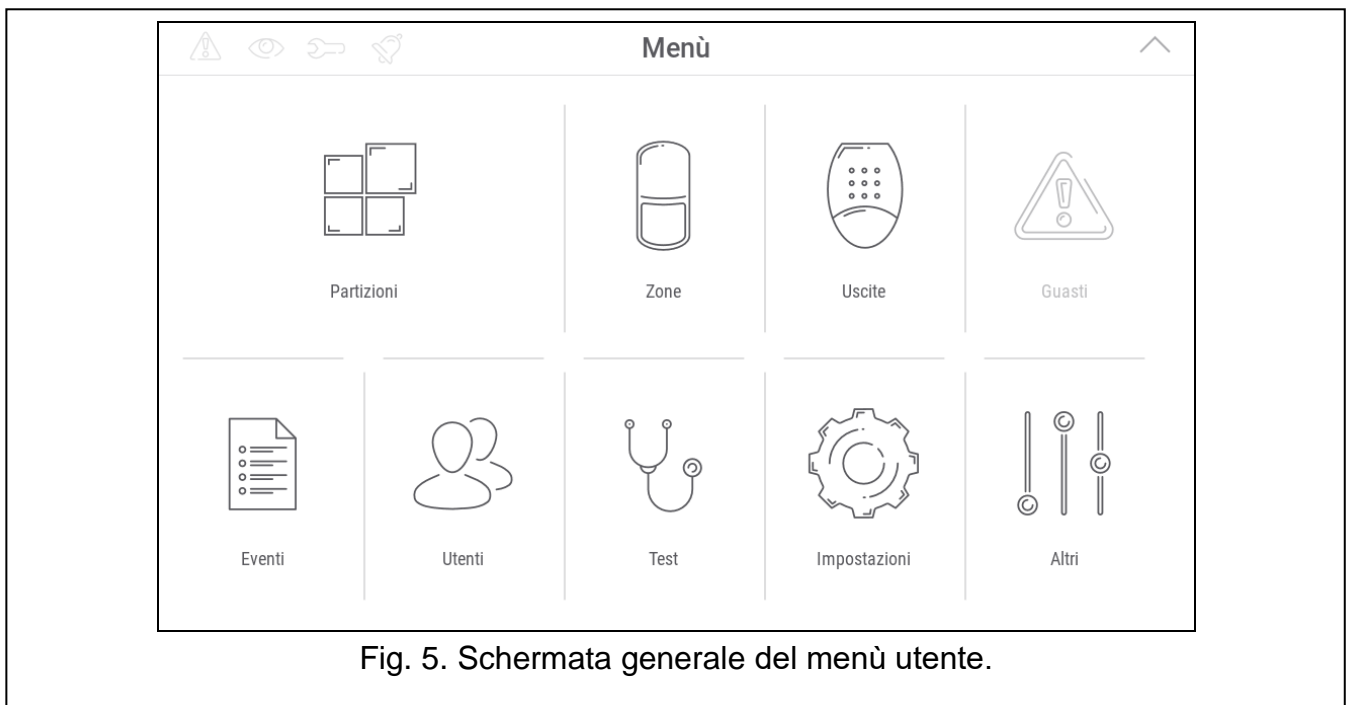 Menù
Partizioni
Zone
Uscite
Guasti
Eventi
Utenti
Test
Impostazioni
Altri
Fig. 5. Schermata generale del menù utente.